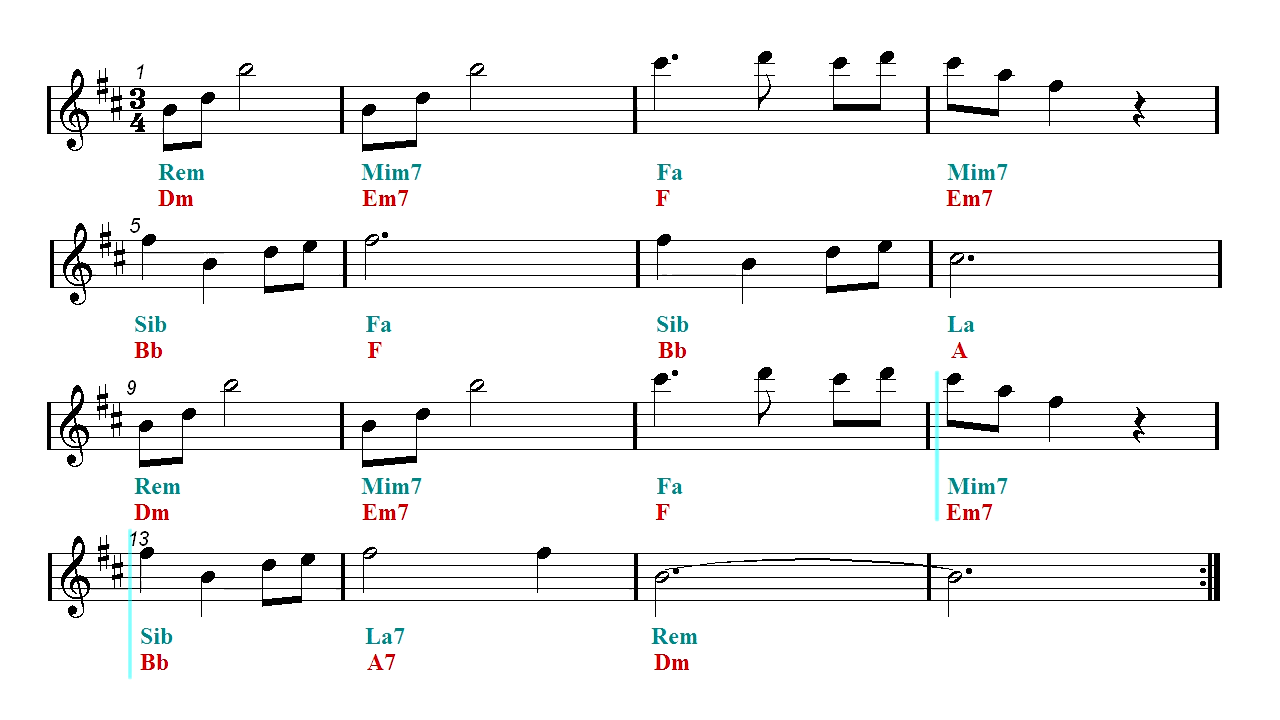 1
3
4
Rem Mim7 Fa Mim7
Dm Em7 F Em7
5
Sib Fa Sib La
Bb F Bb A
9
Rem Mim7 Fa Mim7
Dm Em7 F Em7
13
Sib La7 Rem
Bb A7 Dm